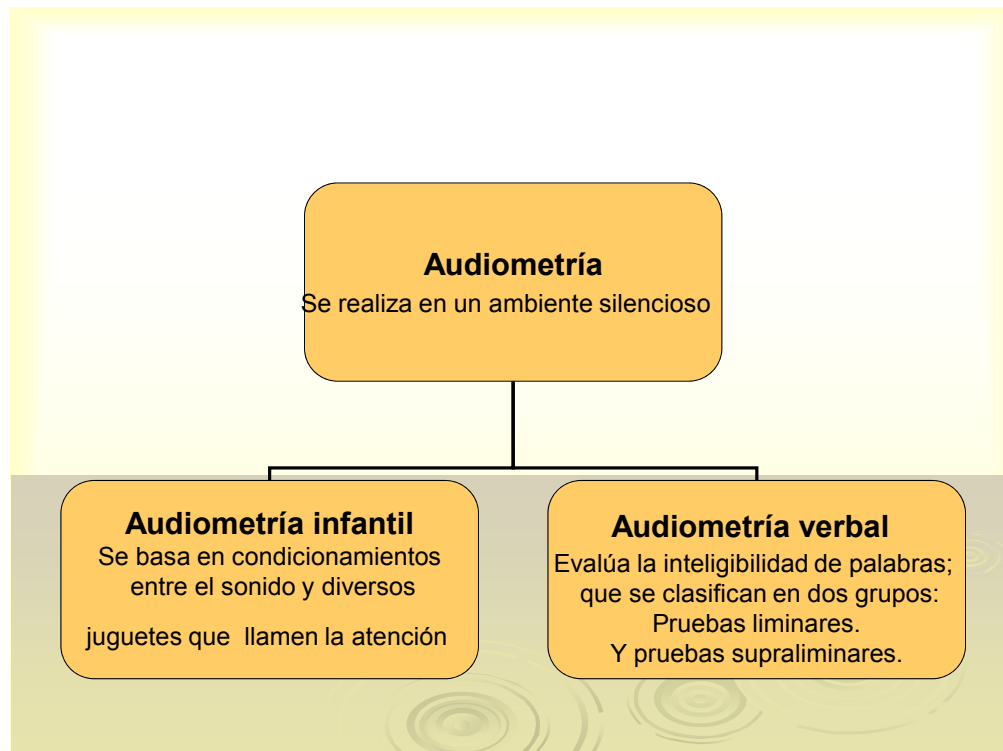 Audiometría
Se realiza en un ambiente silencioso
Audiometría infantil
Se basa en condicionamientos
entre el sonido y diversos
juguetes que  llamen la atención
Audiometría verbal
Evalúa la inteligibilidad de palabras;
que se clasifican en dos grupos:
Pruebas liminares.
Y pruebas supraliminares.